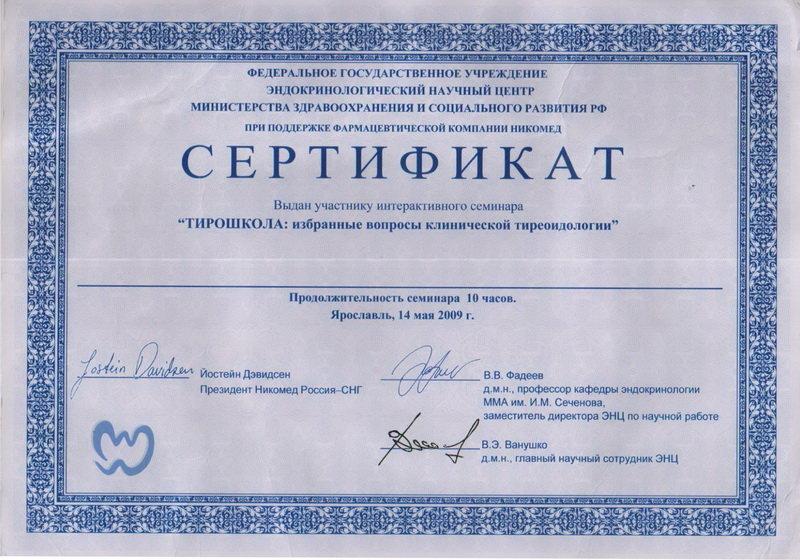 ФЕДЕРАЛЬНОЕ ГОСУДАРСТВЕННОЕ УЧРЕЖДЕНИЕ
ЭНДОКРИНОЛОГИЧЕСКИЙ НАУЧНЫЙ ЦЕНТР
МИНИСТЕРСТВА ЗДРАВООХРАНЕНИЯ И СОЦИАЛЬНОГО РАЗВИТИЯ РФ
ПРИ ПОДДЕРЖКЕ ФАРМАЦЕВТИЧЕСКОЙ КОМПАНИИ НИКОМЕД
СЕРТИФИКАТ
Выдан участнику интерактивного семинара
“ТИРОШКОЛА: избранные вопросы клинической тиреоидологии”
Продолжительность семинара 10 часов.
Ярославль, 14 мая 2009 г.
Jostein Davidsen
Йостейн Дэвидсен
Президент Никомед Россия–СНГ
В.В. Фадеев
д.м.н., профессор кафедры эндокринологии
ММА им. И.М. Сеченова,
заместитель директора ЭНЦ по научной работе
В.Э. Ванушко
д.м.н., главный научный сотрудник ЭНЦ